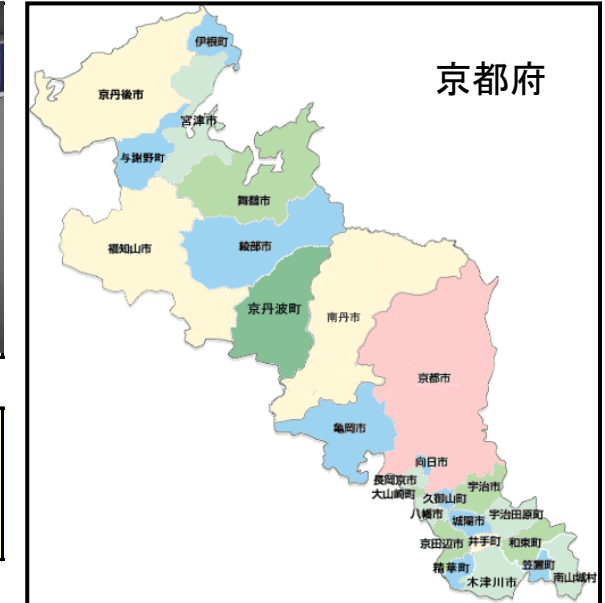 京都府
伊根町
京丹後市
宮津市
与謝野町
舞鶴市
綾部市
福知山市
京丹波町
南丹市
京都市
亀岡市
向日市
長岡京市
大山崎町
宇治市
久御山町
八幡市
城陽市
宇治田原町
京田辺市
井手町
和束町
精華町
笠置町
木津川市
南山城村